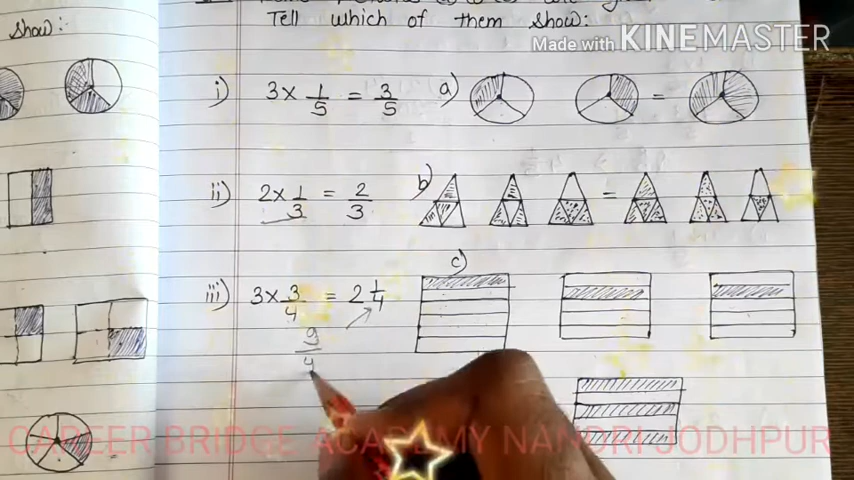 Show:
Tell which of them show:
Made with KINEMASTER
i) 3 × 1/5 = 3/5 a) =
ii) 2 × 1/3 = 2/3 b) =
c)
iii) 3 × 3/4 = 2 1/4
9/4
=
CAREER BRIDGE ACADEMY NANDRI JODHPUR